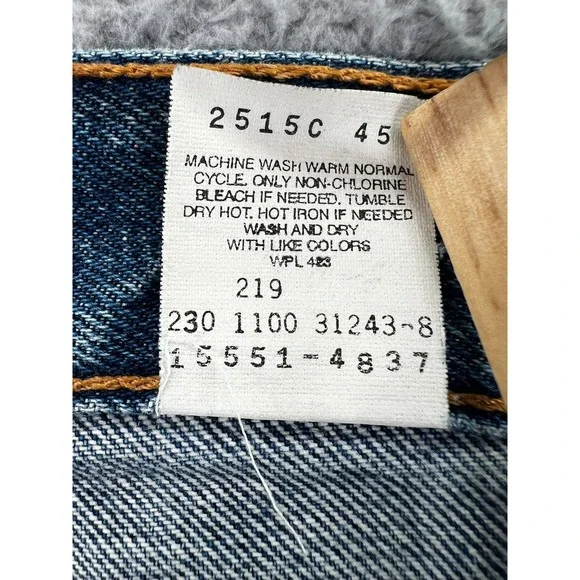 2515C 45
MACHINE WASH WARM NORMAL
CYCLE. ONLY NON-CHLORINE
BLEACH IF NEEDED. TUMBLE
DRY HOT. HOT IRON IF NEEDED
WASH AND DRY
WITH LIKE COLORS
WPL 423
219
230 1100 31243-8
15551-4837